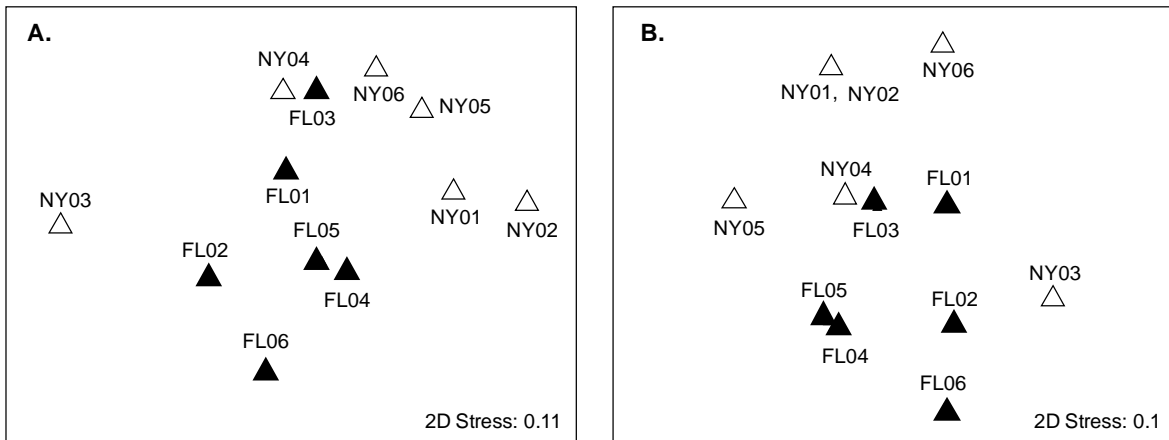 A.
NY04
NY06
FL03
NY05
FL01
NY03
NY01
NY02
FL05
FL02
FL04
FL06
2D Stress: 0.11
B.
NY06
NY01, NY02
NY04
FL01
NY05
FL03
NY03
FL05
FL02
FL04
FL06
2D Stress: 0.1